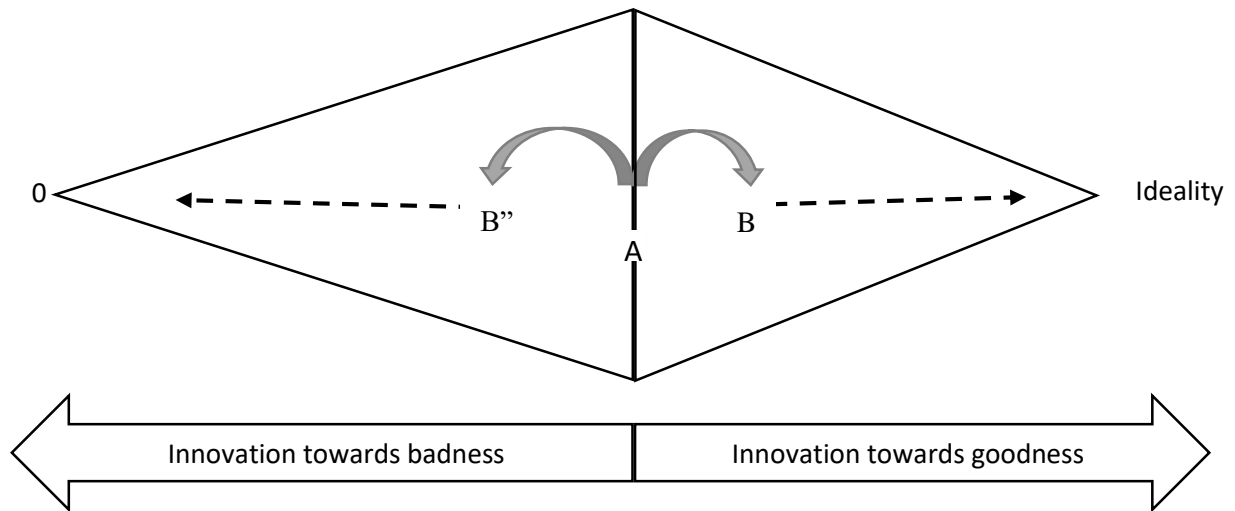 0
Ideality
B”
B
A
Innovation towards badness
Innovation towards goodness